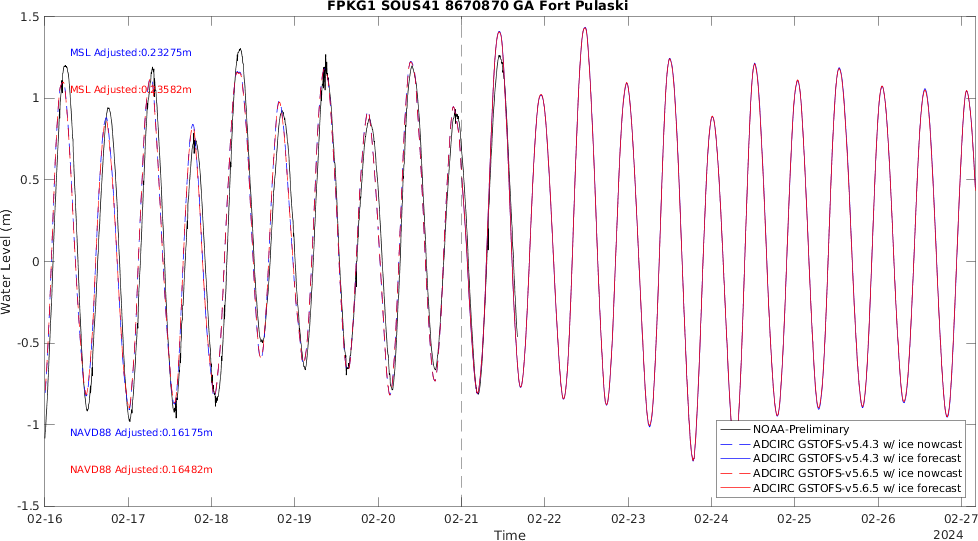 FPKG1 SOUS41 8670870 GA Fort Pulaski
1.5
1
0.5
0
-0.5
-1
-1.5
Water Level (m)
MSL Adjusted:0.23275m
MSL Adjusted:0.23582m
NAVD88 Adjusted:0.16175m
NAVD88 Adjusted:0.16482m
NOAA-Preliminary
ADCIRC GSTOFS-v5.4.3 w/ ice nowcast
ADCIRC GSTOFS-v5.4.3 w/ ice forecast
ADCIRC GSTOFS-v5.6.5 w/ ice nowcast
ADCIRC GSTOFS-v5.6.5 w/ ice forecast
02-16 02-17 02-18 02-19 02-20 02-21 02-22 02-23 02-24 02-25 02-26 02-27
Time
2024